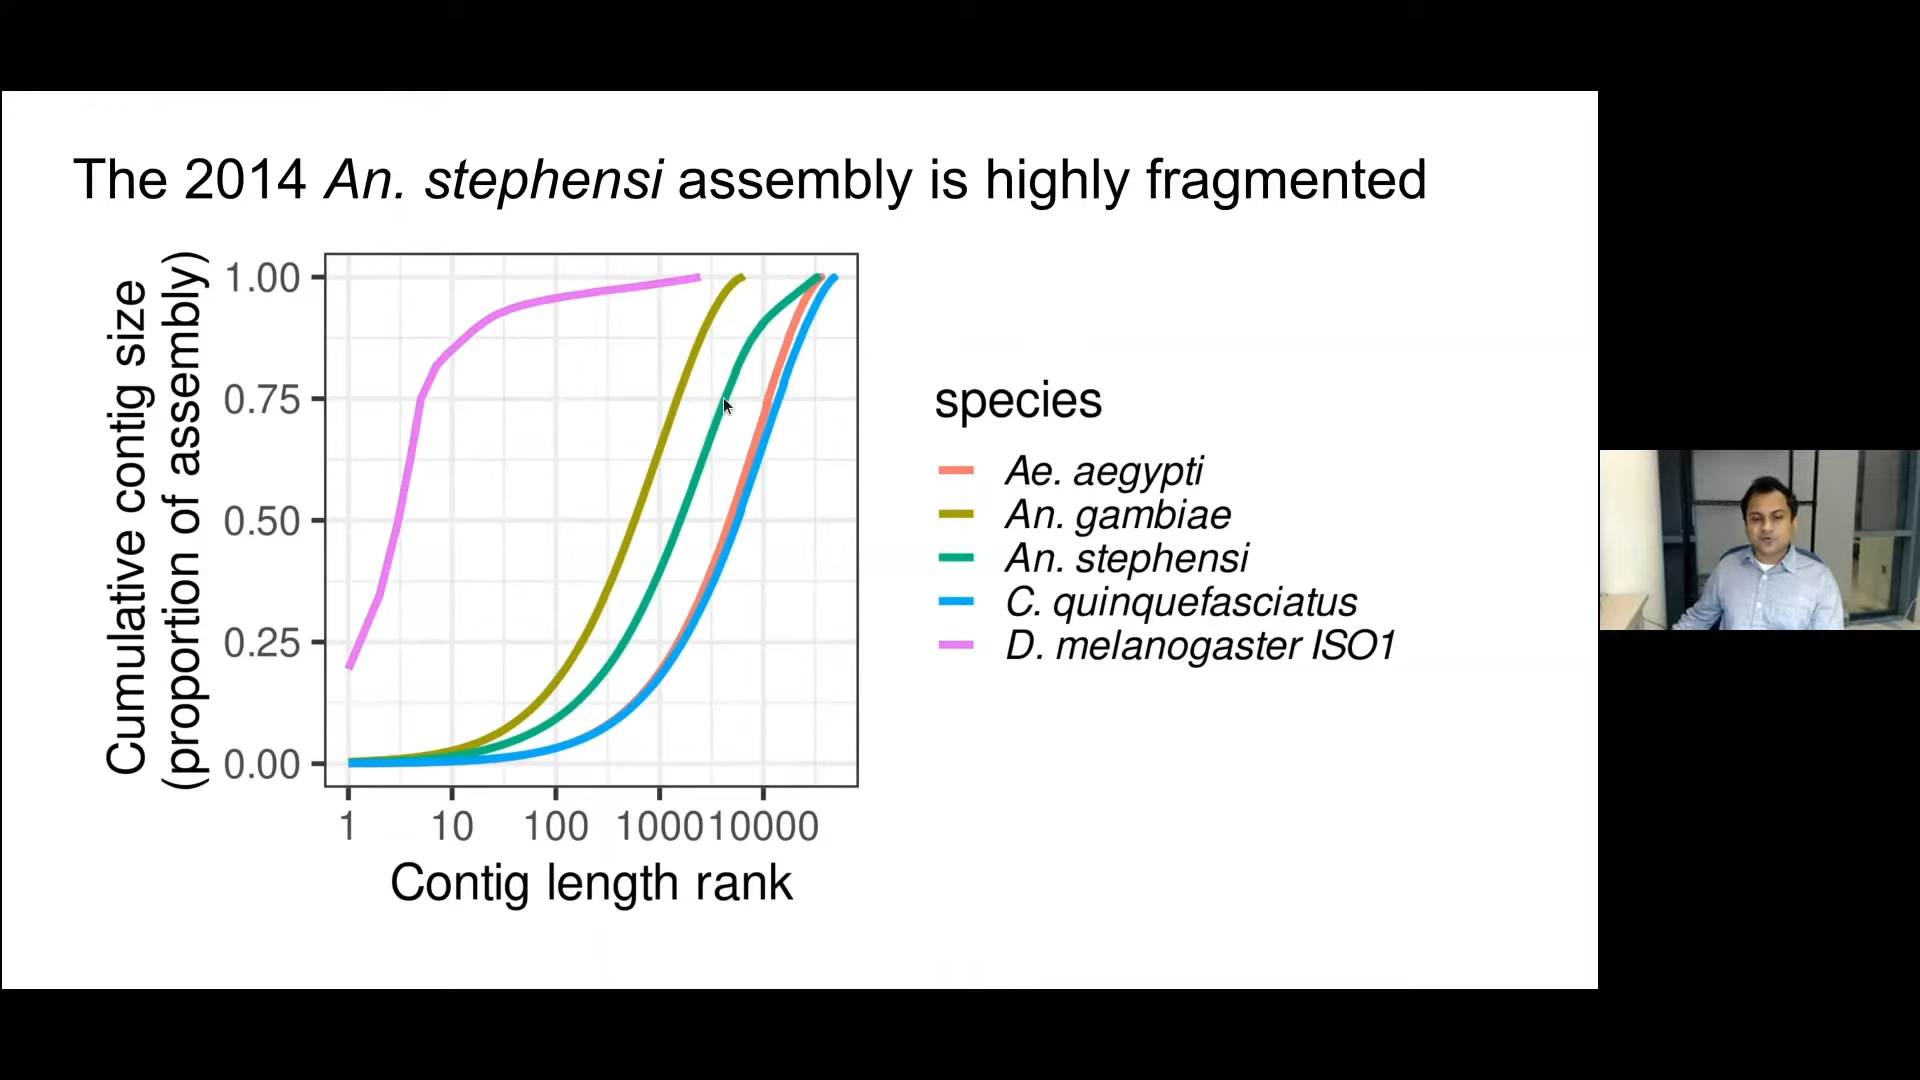 The 2014 An. stephensi assembly is highly fragmented
Cumulative contig size
(proportion of assembly)
1.00
0.75
0.50
0.25
0.00
1 10 100 1000 10000
Contig length rank
species
Ae. aegypti
An. gambiae
An. stephensi
C. quinquefasciatus
D. melanogaster ISO1